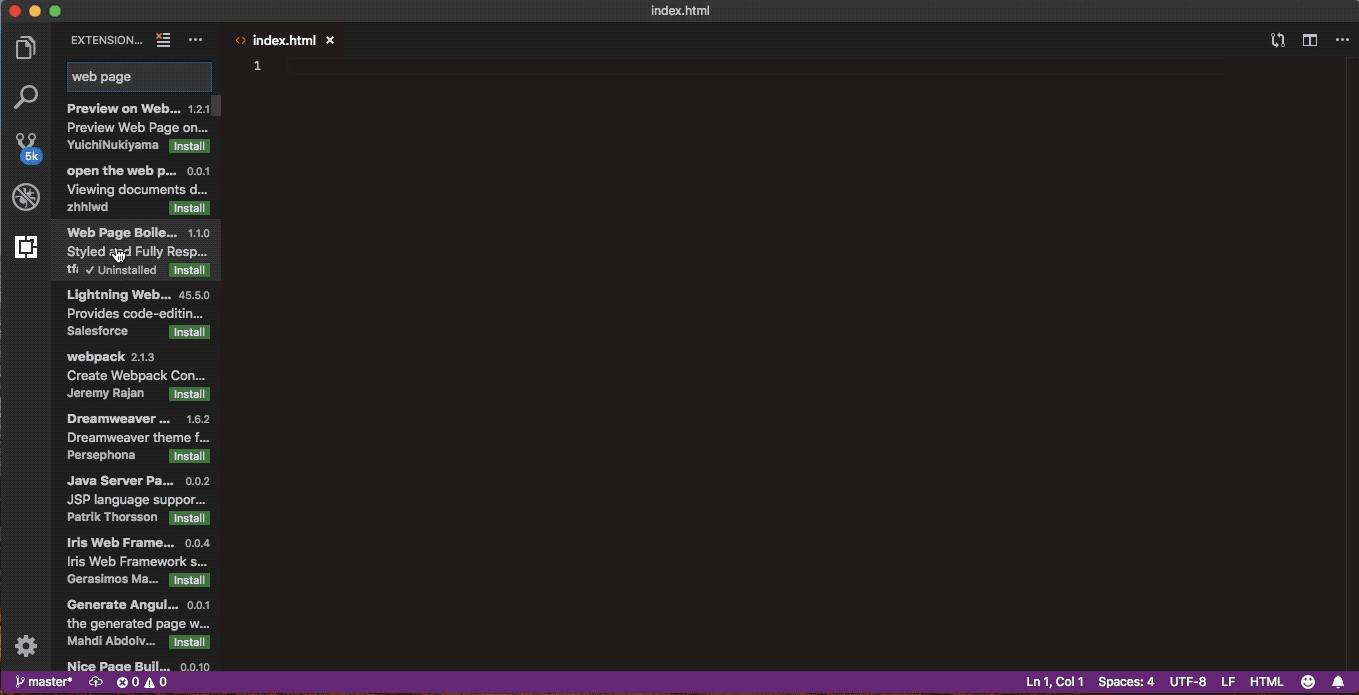 index.html
EXTENSION...
index.html
web page
1
5k
Preview on Web... 1.2.1
Preview Web Page on...
YuichiNukiyama Install
open the web p... 0.0.1
Viewing documents d...
zhhlwd Install
Web Page Boile... 1.1.0
Styled and Fully Resp...
✓ Uninstalled Install
Lightning Web... 45.5.0
Provides code-editin...
Salesforce Install
webpack 2.1.3
Create Webpack Con...
Jeremy Rajan Install
Dreamweaver ... 1.6.2
Dreamweaver theme f...
Persephona Install
Java Server Pa... 0.0.2
JSP language suppor...
Patrik Thorsson Install
Iris Web Frame... 0.0.4
Iris Web Framework s...
Gerasimos Ma... Install
Generate Angul... 0.0.1
the generated page w...
Mahdi Abdolv... Install
Nice Page Buil... 0.0.10
master* 0 0 Ln 1, Col 1 Spaces: 4 UTF-8 LF HTML